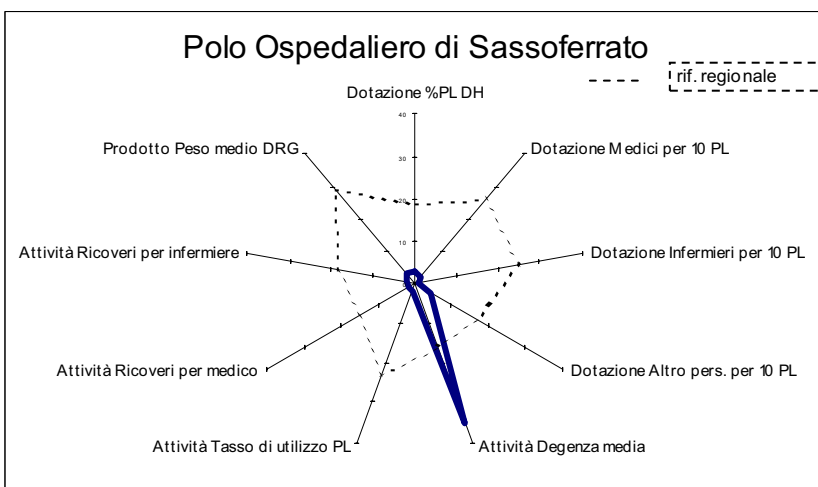 Polo Ospedaliero di Sassoferrato
rif. regionale
Dotazione %PL DH
40
30
20
10
0
Prodotto Peso medio DRG
Dotazione Medici per 10 PL
Attività Ricoveri per infermiere
Dotazione Infermieri per 10 PL
Attività Ricoveri per medico
Dotazione Altro pers. per 10 PL
Attività Tasso di utilizzo PL
Attività Degenza media